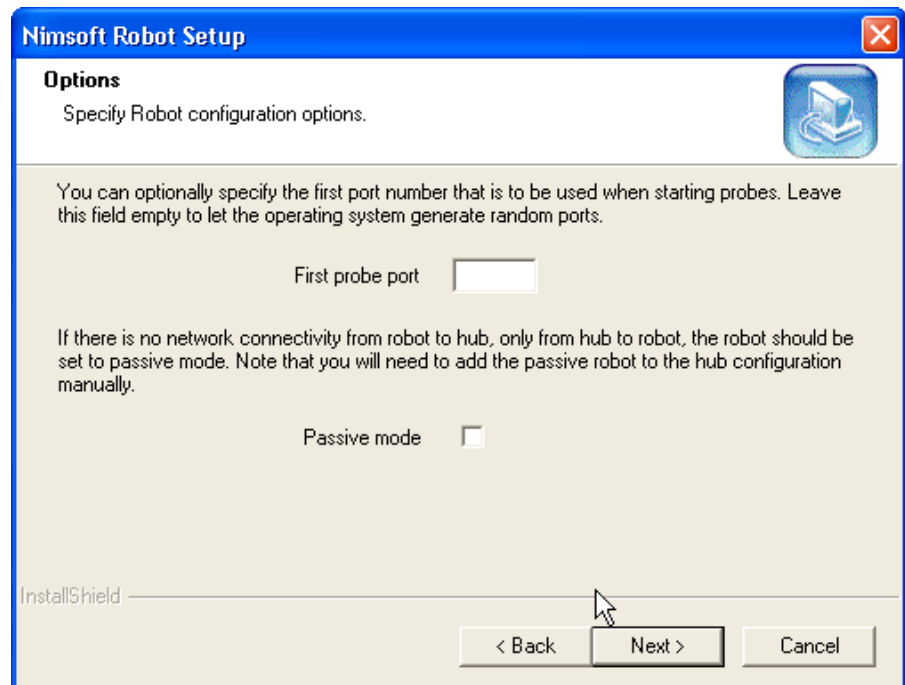 Nimsoft Robot Setup
Options
Specify Robot configuration options.
You can optionally specify the first port number that is to be used when starting probes. Leave
this field empty to let the operating system generate random ports.
First probe port
If there is no network connectivity from robot to hub, only from hub to robot, the robot should be
set to passive mode. Note that you will need to add the passive robot to the hub configuration
manually.
Passive mode
InstallShield
< Back Next > Cancel